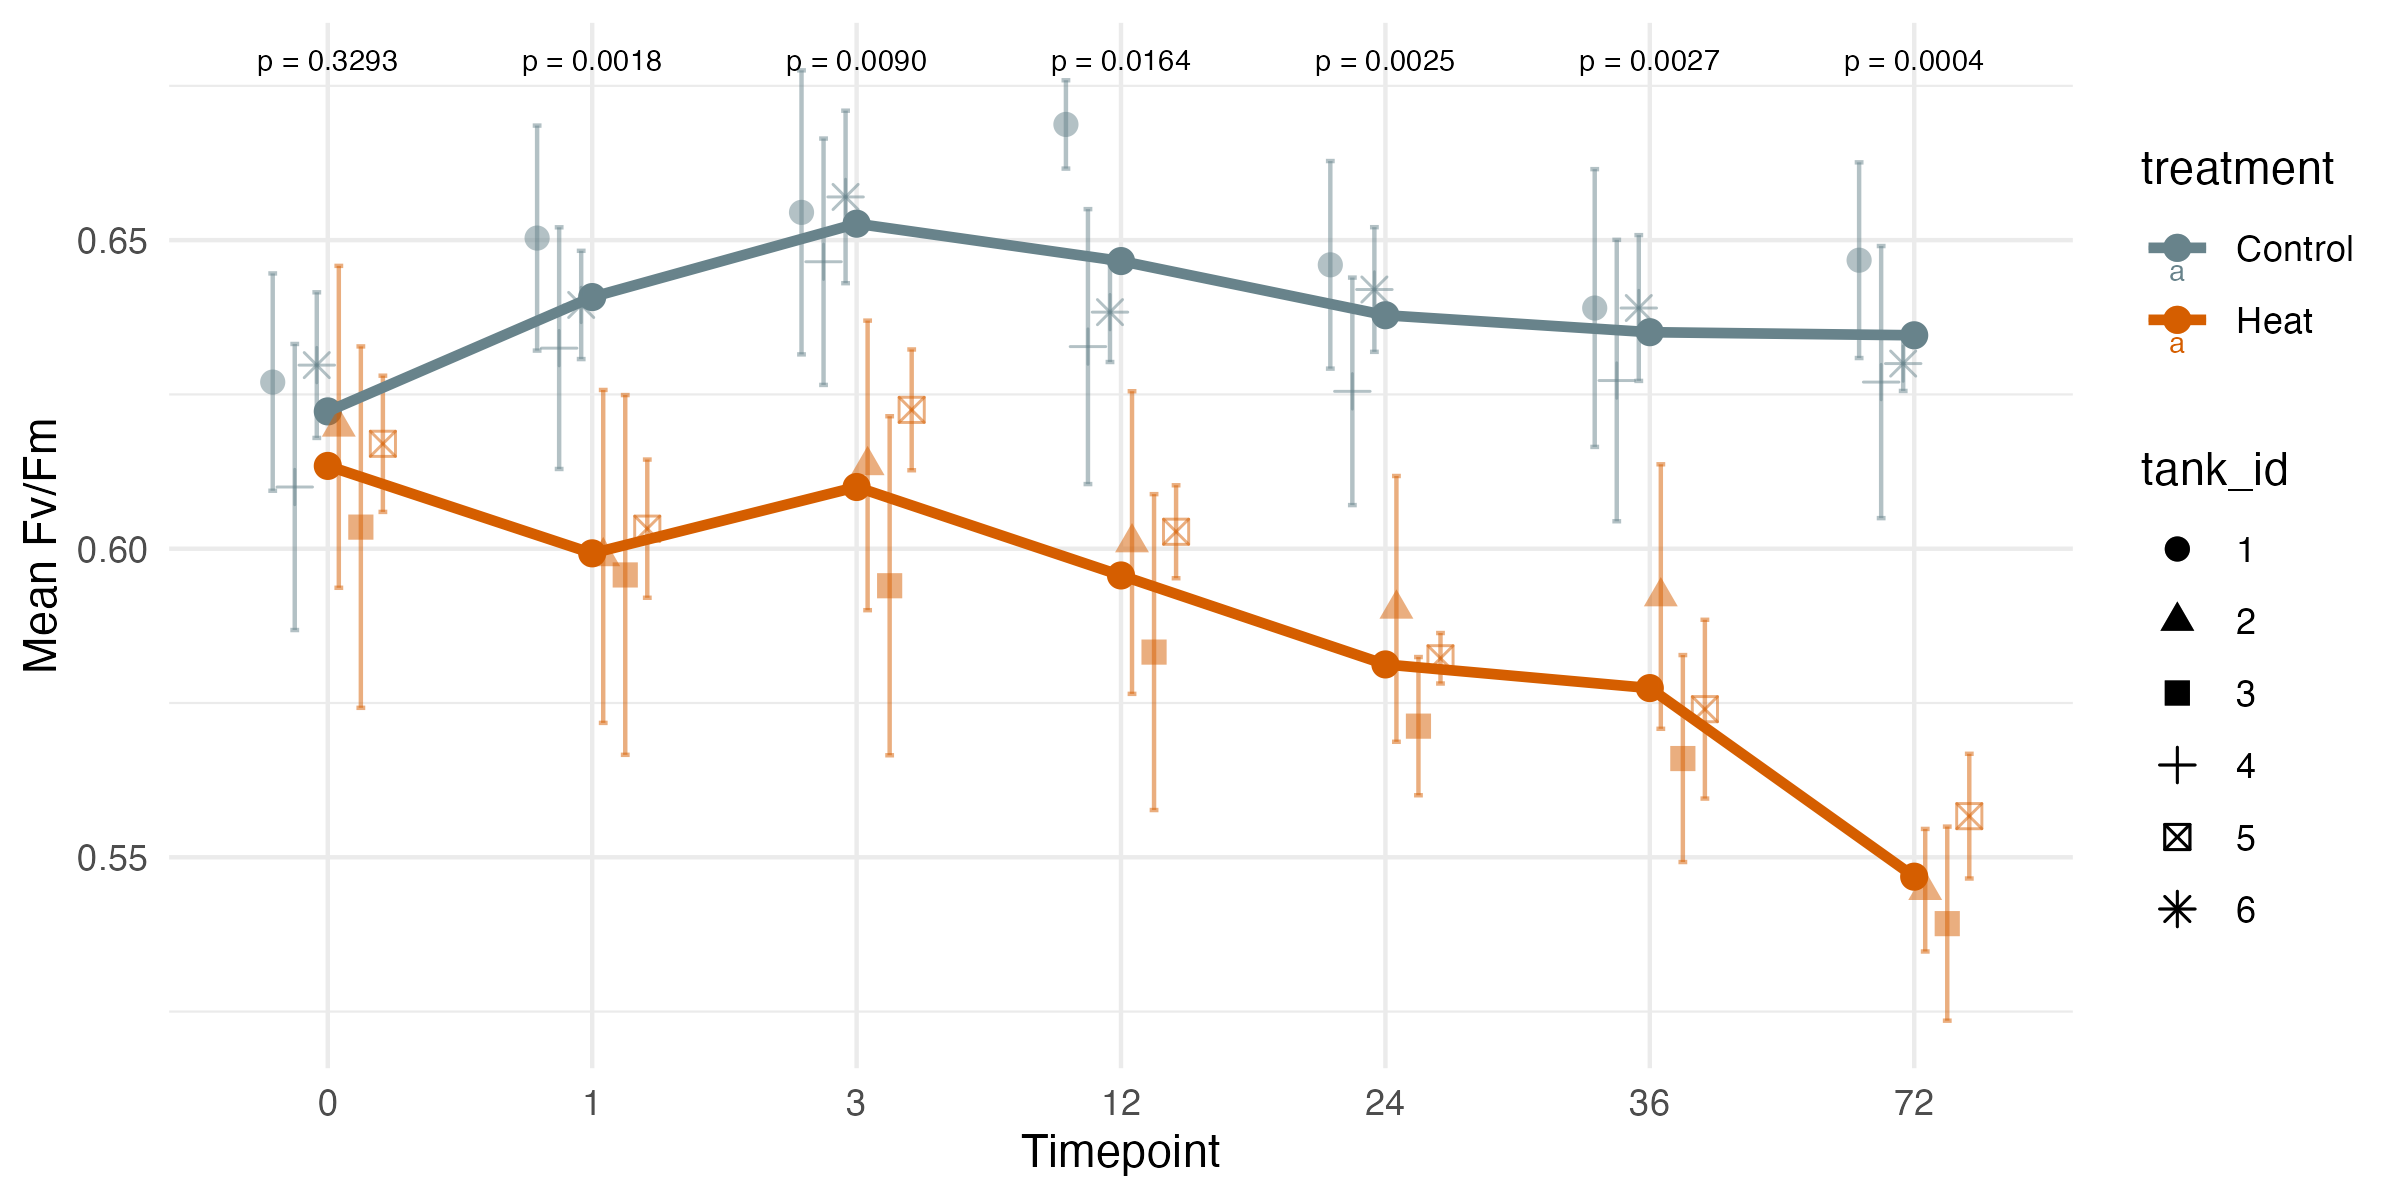 p = 0.3293 p = 0.0018 p = 0.0090 p = 0.0164 p = 0.0025 p = 0.0027 p = 0.0004
Mean Fv/Fm
0.65
0.60
0.55
0 1 3 12 24 36 72
Timepoint
treatment
a Control
a Heat
tank_id
1
2
3
4
5
6